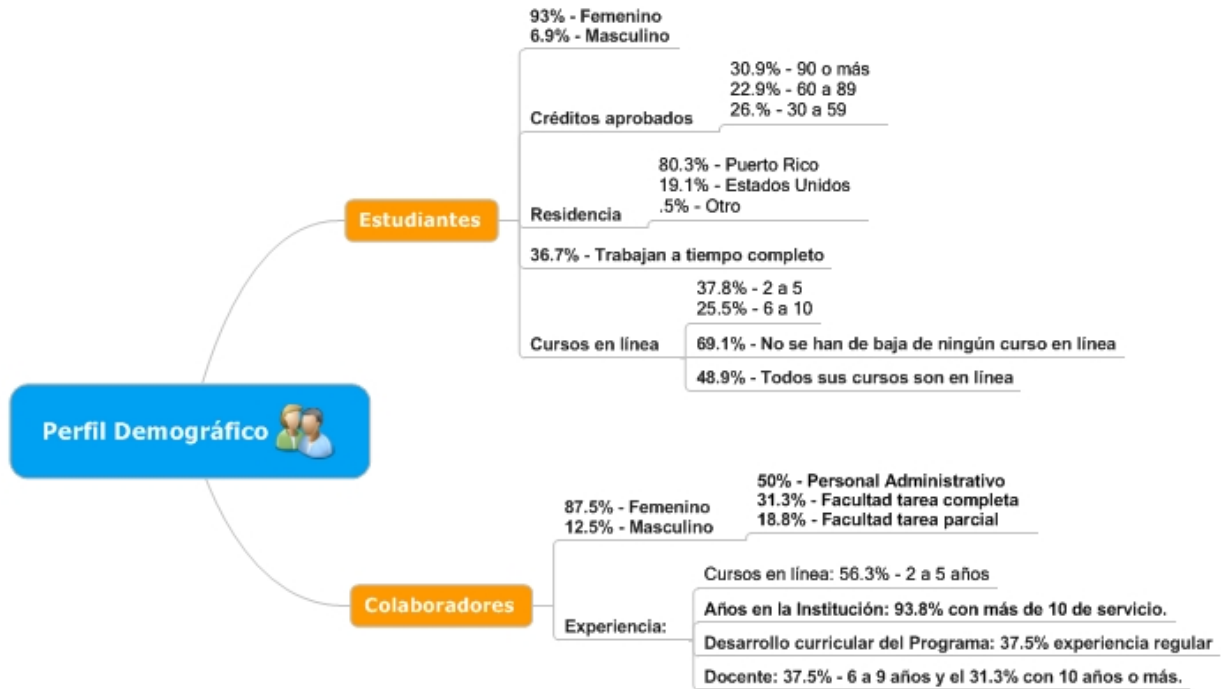 93% - Femenino
6.9% - Masculino
30.9% - 90 o más
22.9% - 60 a 89
26.% - 30 a 59
Créditos aprobados
80.3% - Puerto Rico
19.1% - Estados Unidos
.5% - Otro
Residencia
Estudiantes
36.7% - Trabajan a tiempo completo
37.8% - 2 a 5
25.5% - 6 a 10
Cursos en línea
69.1% - No se han de baja de ningún curso en línea
48.9% - Todos sus cursos son en línea
Perfil Demográfico
87.5% - Femenino
12.5% - Masculino
50% - Personal Administrativo
31.3% - Facultad tarea completa
18.8% - Facultad tarea parcial
Colaboradores
Experiencia:
Cursos en línea: 56.3% - 2 a 5 años
Años en la Institución: 93.8% con más de 10 de servicio.
Desarrollo curricular del Programa: 37.5% experiencia regular
Docente: 37.5% - 6 a 9 años y el 31.3% con 10 años o más.